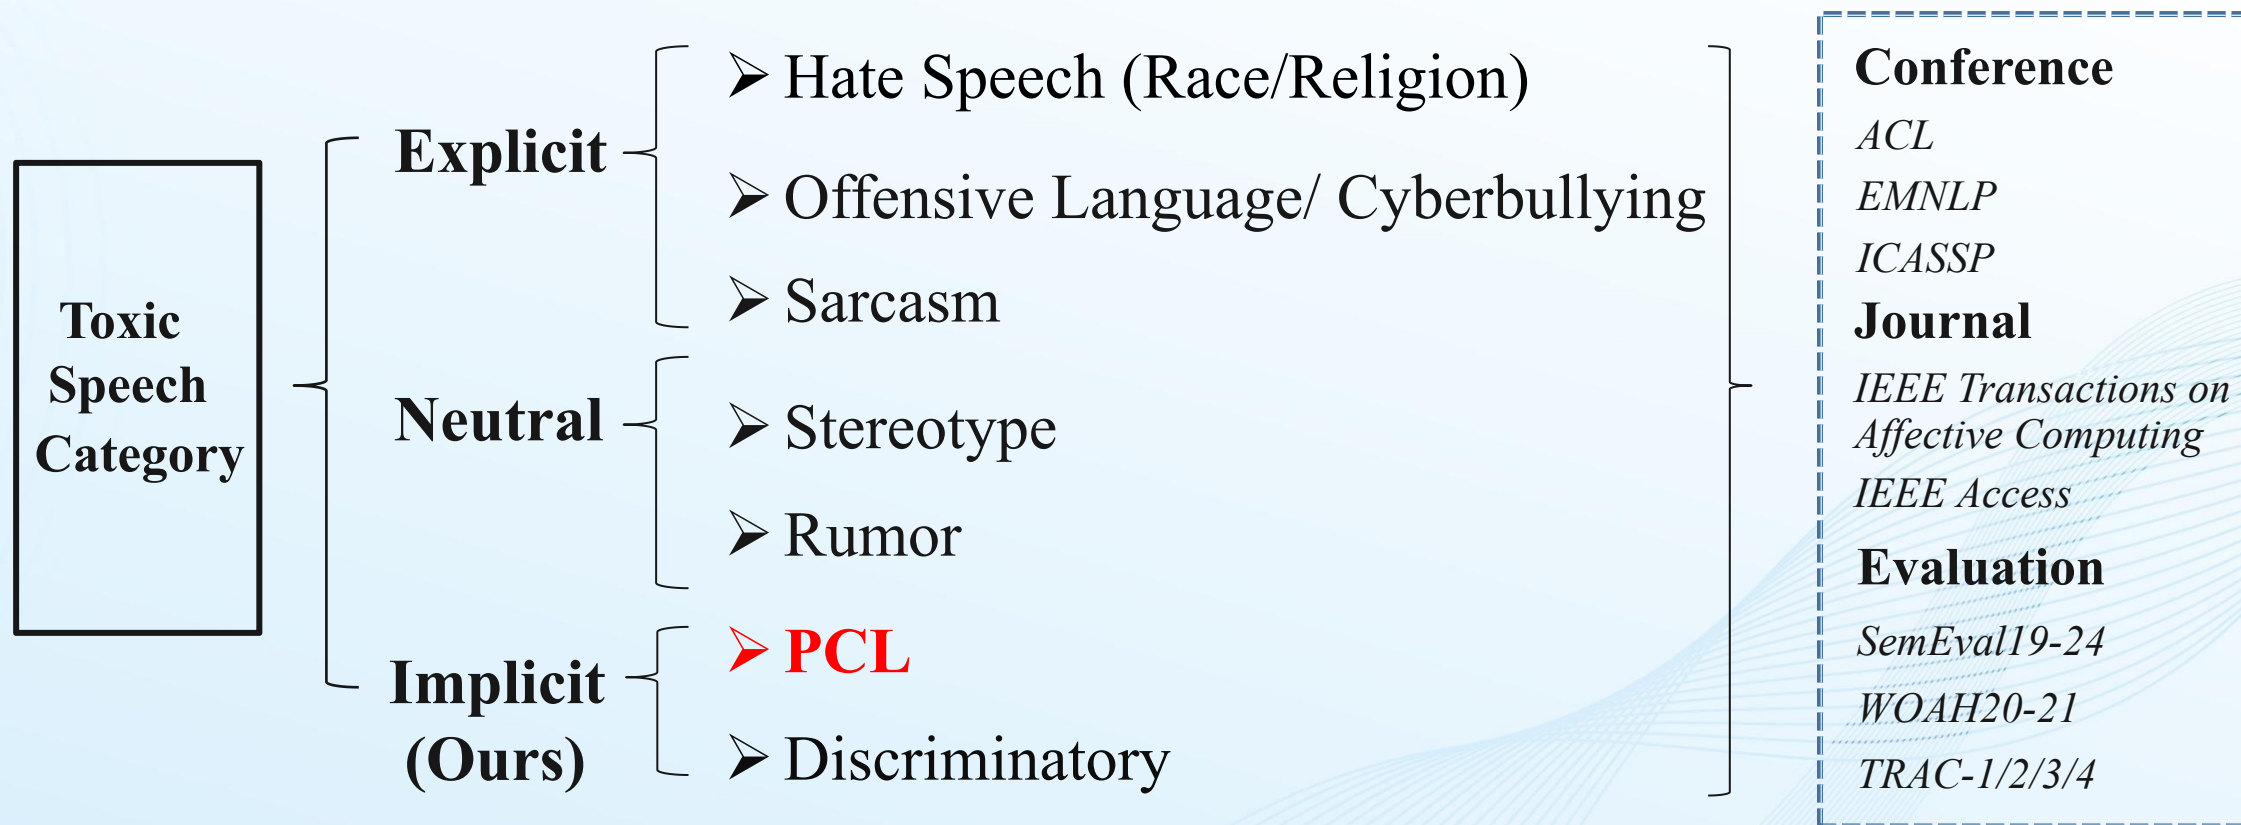 Toxic
Speech
Category
Explicit
Hate Speech (Race/Religion)
Offensive Language/ Cyberbullying
Sarcasm
Neutral
Stereotype
Rumor
Implicit
(Ours)
PCL
Discriminatory
Conference
ACL
EMNLP
ICASSP
Journal
IEEE Transactions on
Affective Computing
IEEE Access
Evaluation
SemEval19-24
WOAH20-21
TRAC-1/2/3/4